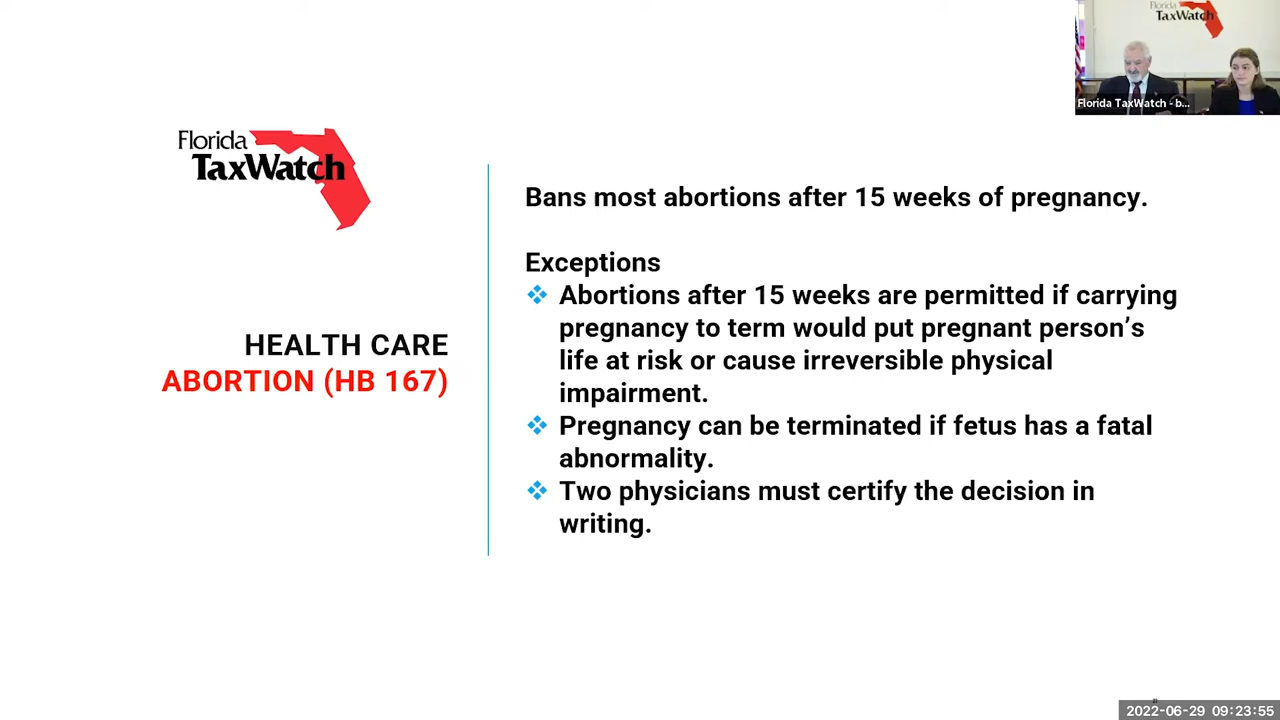 Florida
TaxWatch
Florida TaxWatch - b...
Florida
TaxWatch
HEALTH CARE
ABORTION (HB 167)
Bans most abortions after 15 weeks of pregnancy.
Exceptions
❖ Abortions after 15 weeks are permitted if carrying
pregnancy to term would put pregnant person’s
life at risk or cause irreversible physical
impairment.
❖ Pregnancy can be terminated if fetus has a fatal
abnormality.
❖ Two physicians must certify the decision in
writing.
2022-06-29 09:23:55